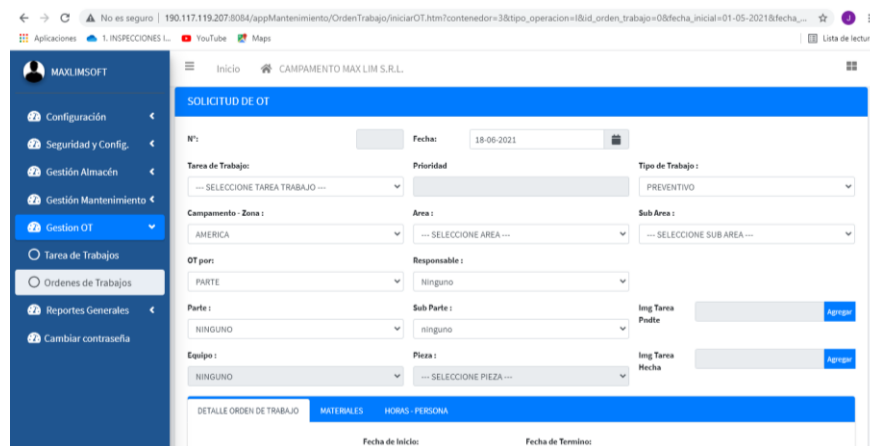 No es seguro | 190.117.119.207:8084/appMantenimiento/OrdenTrabajo/iniciarOT.htm?contenedor=3&tipo_operacion=I&id_orden_trabajo=0&fecha_inicial=01-05-2021&fecha_... J
Aplicaciones 1. INSPECCIONES I... YouTube Maps Lista de lectur
MAXLIMSOFT Inicio CAMPAMENTO MAX LIM S.R.L.
SOLICITUD DE OT
Configuración
Seguridad y Config.
Gestión Almacén
Gestión Mantenimiento
Gestion OT
Tarea de Trabajos
Ordenes de Trabajos
Reportes Generales
Cambiar contraseña
N°: Fecha: 18-06-2021
Tarea de Trabajo: Prioridad Tipo de Trabajo :
--- SELECCIONE TAREA TRABAJO --- PREVENTIVO
Campamento - Zona : Area : Sub Area :
AMERICA --- SELECCIONE AREA --- --- SELECCIONE SUB AREA ---
OT por: Responsable :
PARTE Ninguno
Parte : Sub Parte : Img Tarea Pndte Agregar
NINGUNO ninguno
Equipo : Pieza : Img Tarea Hecha Agregar
NINGUNO --- SELECCIONE PIEZA ---
DETALLE ORDEN DE TRABAJO MATERIALES HORAS - PERSONA
Fecha de Inicio: Fecha de Termino: